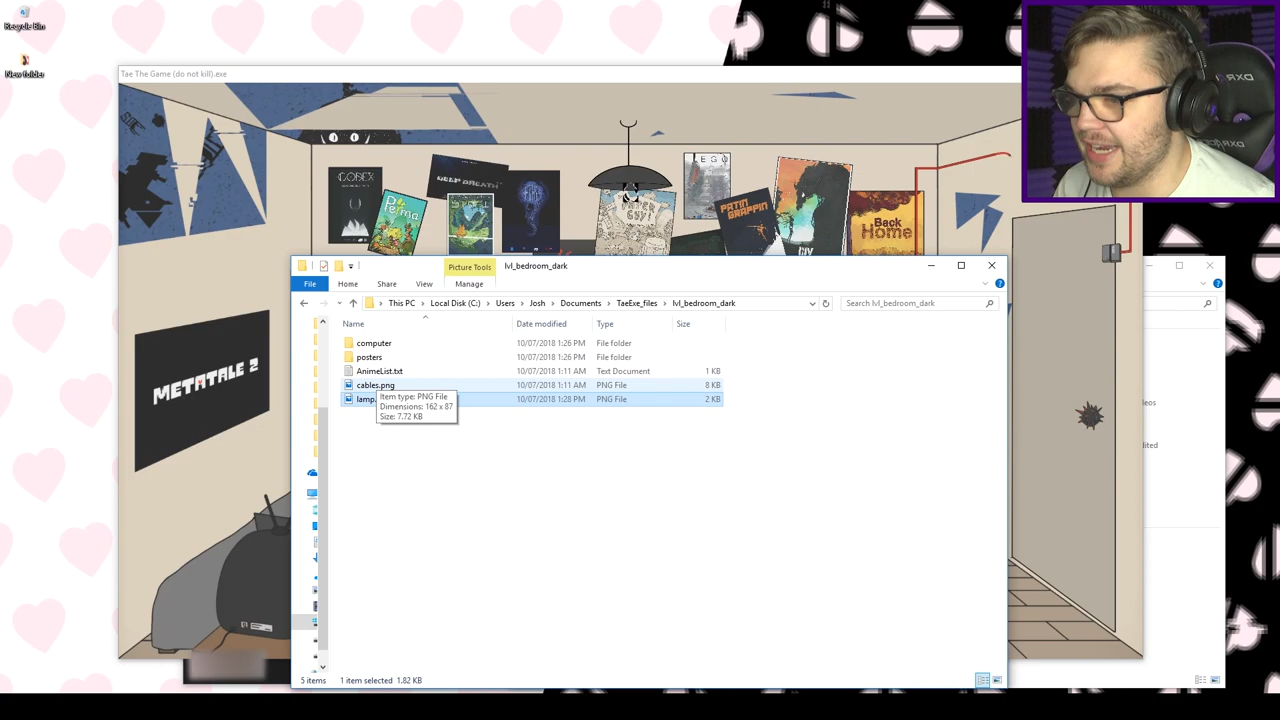 Recycle Bin
New folder
Tae The Game (do not kill).exe
CODEX
Perma
DEEP BREATH
LEGO
PATIN
GRAPPIN
Back
Home
METATALE 2
Picture Tools
lvl_bedroom_dark
File
Home
Share
View
Manage
This PC
Local Disk (C:)
Users
Josh
Documents
TaeExe_files
lvl_bedroom_dark
Search lvl_bedroom_dark
Name
Date modified
Type
Size
computer
10/07/2018 1:26 PM
File folder
posters
10/07/2018 1:26 PM
File folder
AnimeList.txt
10/07/2018 1:11 AM
Text Document
1 KB
cables.png
10/07/2018 1:11 AM
PNG File
8 KB
lamp.
10/07/2018 1:28 PM
PNG File
2 KB
Item type: PNG File
Dimensions: 162 x 87
Size: 7.72 KB
5 items
1 item selected 1.82 KB
DXR